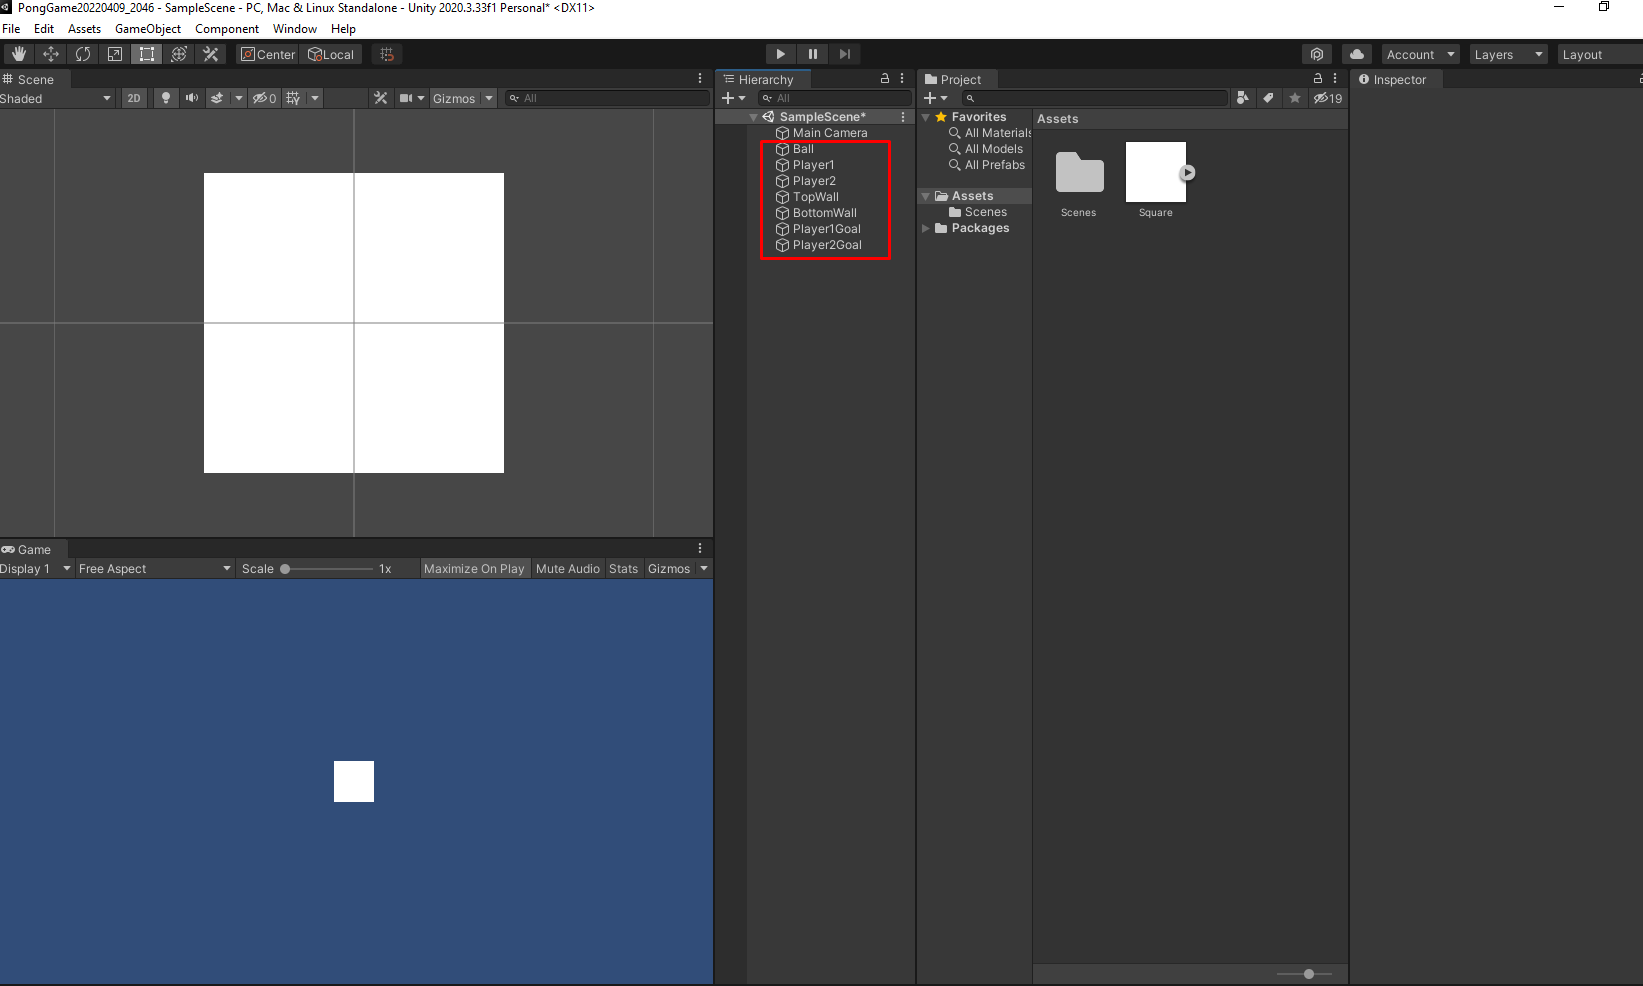 PongGame20220409_2046 - SampleScene - PC, Mac & Linux Standalone - Unity 2020.3.33f1 Personal* <DX11>
File Edit Assets GameObject Component Window Help
Center Local
Account Layers Layout
Scene
Shaded 2D 0 Gizmos All
Hierarchy
All
SampleScene*
Main Camera
Ball
Player1
Player2
TopWall
BottomWall
Player1Goal
Player2Goal
Project
19
Favorites
All Materials
All Models
All Prefabs
Assets
Scenes
Packages
Assets
Scenes
Square
Inspector
Game
Display 1 Free Aspect Scale 1x Maximize On Play Mute Audio Stats Gizmos